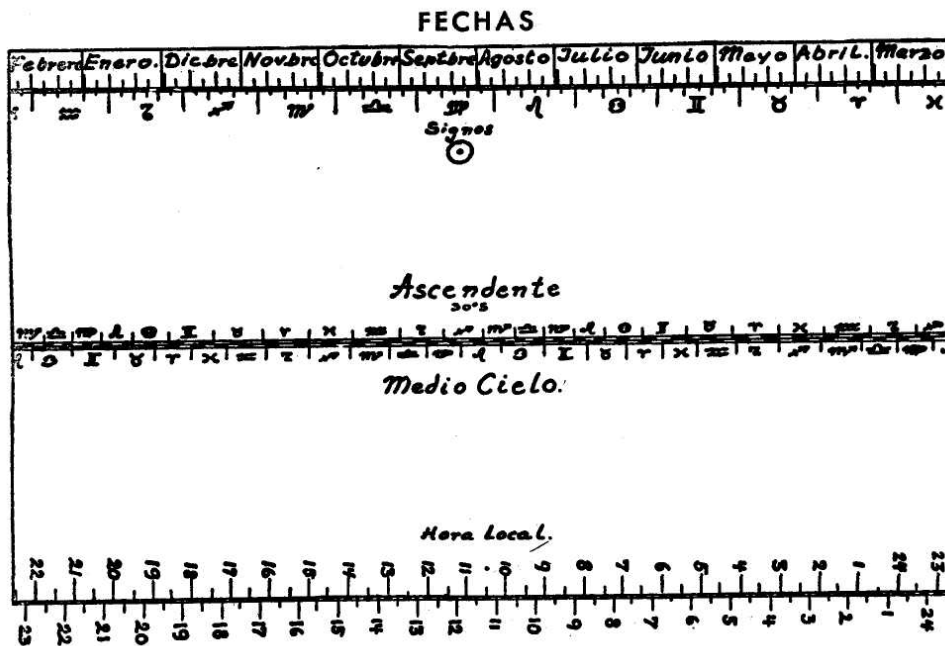 FECHAS
Febrero Enero. Dicbre Novbre Octubre Septbre Agosto Julio Junio Mayo Abril. Marzo
♒ ♑ ♐ ♏ ♎ ♍ ♌ ♋ ♊ ♉ ♈ ♓
Signos
☉
Ascendente
30°S
Medio Cielo.
Hora Local.
22 21 20 19 18 17 16 15 14 13 12 11 10 9 8 7 6 5 4 3 2 1 24 23
23 22 21 20 19 18 17 16 15 14 13 12 11 10 9 8 7 6 5 4 3 2 1 24